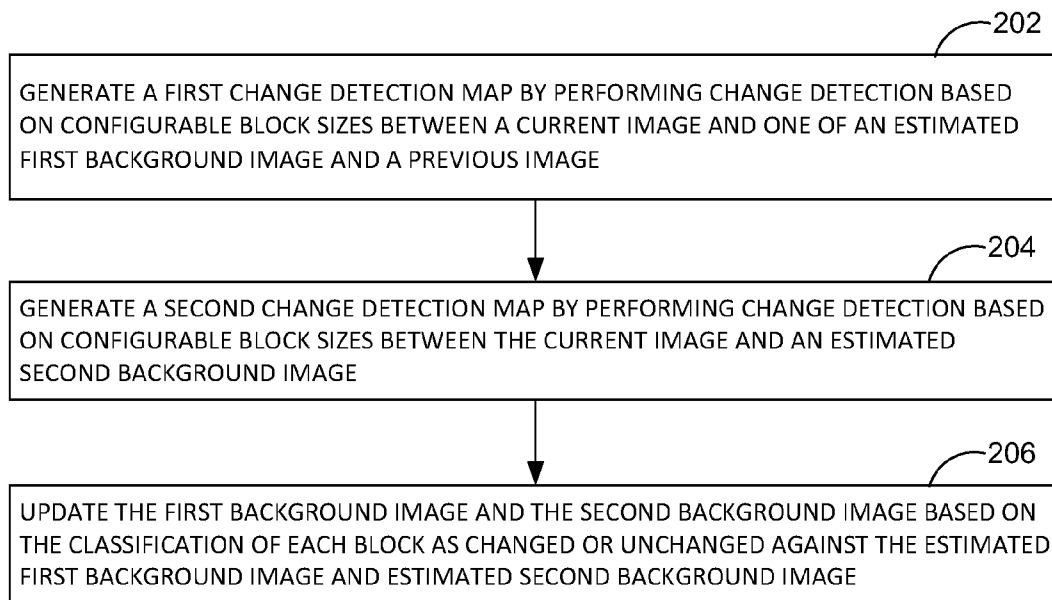 202
GENERATE A FIRST CHANGE DETECTION MAP BY PERFORMING CHANGE DETECTION BASED
ON CONFIGURABLE BLOCK SIZES BETWEEN A CURRENT IMAGE AND ONE OF AN ESTIMATED
FIRST BACKGROUND IMAGE AND A PREVIOUS IMAGE
204
GENERATE A SECOND CHANGE DETECTION MAP BY PERFORMING CHANGE DETECTION BASED
ON CONFIGURABLE BLOCK SIZES BETWEEN THE CURRENT IMAGE AND AN ESTIMATED
SECOND BACKGROUND IMAGE
206
UPDATE THE FIRST BACKGROUND IMAGE AND THE SECOND BACKGROUND IMAGE BASED ON
THE CLASSIFICATION OF EACH BLOCK AS CHANGED OR UNCHANGED AGAINST THE ESTIMATED
FIRST BACKGROUND IMAGE AND ESTIMATED SECOND BACKGROUND IMAGE